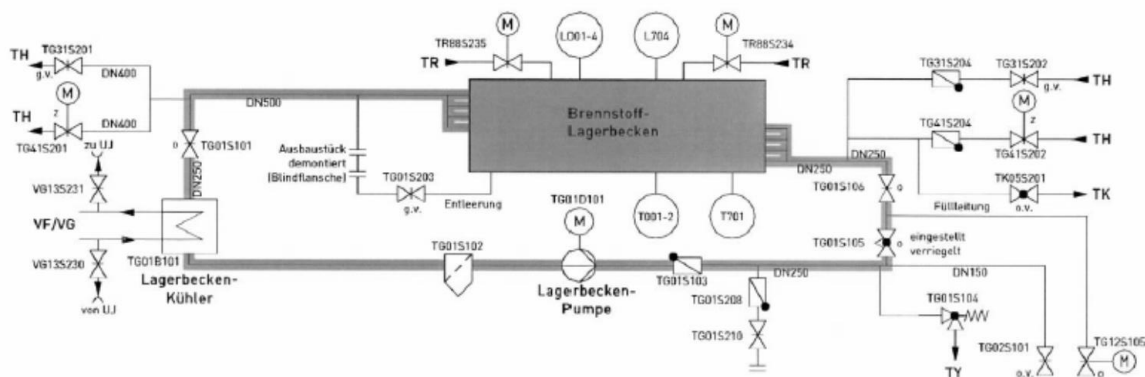 TH
TG31S201
g.v.
DN400
M
z
TH
DN400
TG41S201
zu UJ
VG13S231
VF/VG
VG13S230
von UJ
DN500
o
TG01S101
DN250
TG01B101
Lagerbecken-
Kühler
Ausbaustück
demontiert
(Blindflansche)
TG01S203
g.v.
Entleerung
TR88S235
M
TR
L001-4
L704
M
TR88S234
TR
Brennstoff-
Lagerbecken
T001-2
T701
TG01S102
TG01D101
M
Lagerbecken-
Pumpe
TG01S103
TG01S208
TG01S210
DN250
TG31S204
TG31S202
g.v.
TH
M
z
TG41S204
TH
TG41S202
DN250
DN250
TG01S106
o
TK05S201
o.v.
TK
Füllleitung
TG01S105
o
eingestellt
verriegelt
DN150
TG01S104
TY
TG02S101
o.v.
TG12S105
o
M